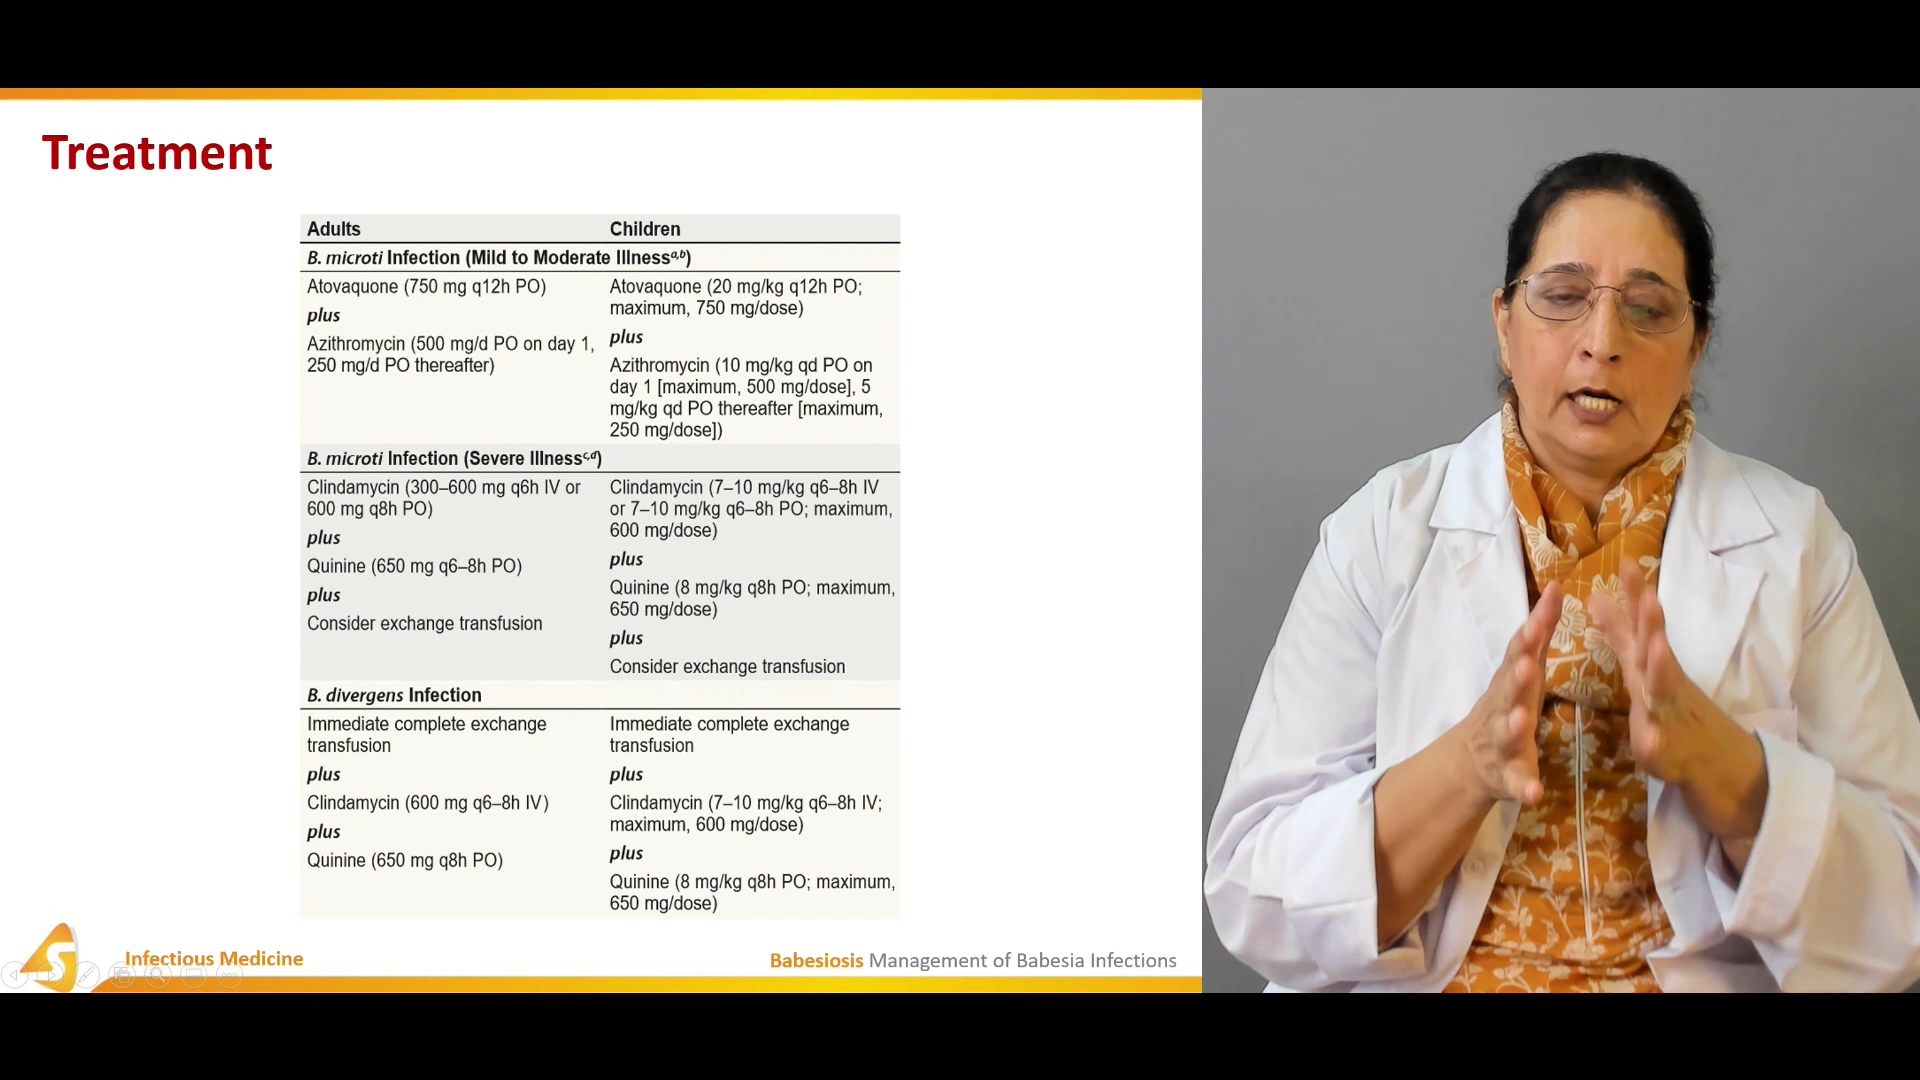 Treatment
Adults
Children
B. microti Infection (Mild to Moderate Illnessa,b)
Atovaquone (750 mg q12h PO)
plus
Azithromycin (500 mg/d PO on day 1,
250 mg/d PO thereafter)
Atovaquone (20 mg/kg q12h PO;
maximum, 750 mg/dose)
plus
Azithromycin (10 mg/kg qd PO on
day 1 [maximum, 500 mg/dose], 5
mg/kg qd PO thereafter [maximum,
250 mg/dose])
B. microti Infection (Severe Illnessc,d)
Clindamycin (300–600 mg q6h IV or
600 mg q8h PO)
plus
Quinine (650 mg q6–8h PO)
plus
Consider exchange transfusion
Clindamycin (7–10 mg/kg q6–8h IV
or 7–10 mg/kg q6–8h PO; maximum,
600 mg/dose)
plus
Quinine (8 mg/kg q8h PO; maximum,
650 mg/dose)
plus
Consider exchange transfusion
B. divergens Infection
Immediate complete exchange
transfusion
plus
Clindamycin (600 mg q6–8h IV)
plus
Quinine (650 mg q8h PO)
Immediate complete exchange
transfusion
plus
Clindamycin (7–10 mg/kg q6–8h IV;
maximum, 600 mg/dose)
plus
Quinine (8 mg/kg q8h PO; maximum,
650 mg/dose)
S
Infectious Medicine
Babesiosis Management of Babesia Infections